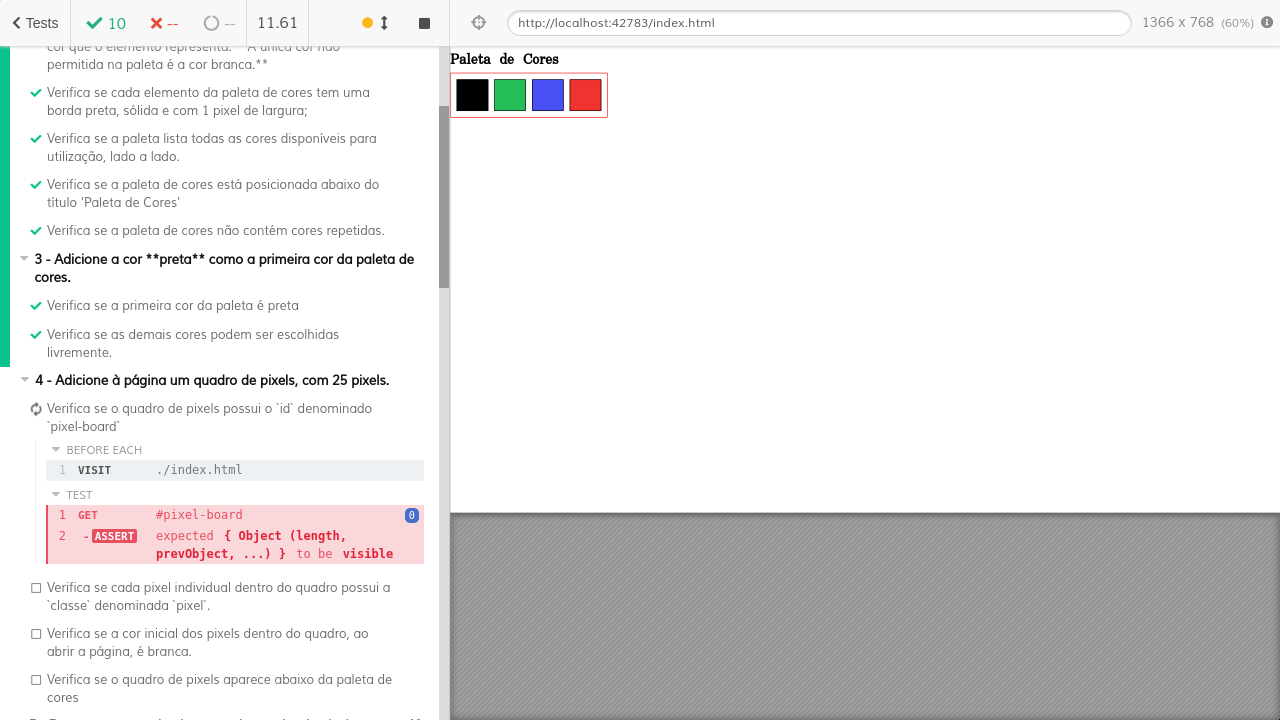 Tests
10
--
--
11.61
http://localhost:42783/index.html
1366 x 768 (60%)
cor que o elemento representa. **A única cor não
permitida na paleta é a cor branca.**
Verifica se cada elemento da paleta de cores tem uma
borda preta, sólida e com 1 pixel de largura;
Verifica se a paleta lista todas as cores disponíveis para
utilização, lado a lado.
Verifica se a paleta de cores está posicionada abaixo do
título 'Paleta de Cores'
Verifica se a paleta de cores não contém cores repetidas.
3 - Adicione a cor **preta** como a primeira cor da paleta de
cores.
Verifica se a primeira cor da paleta é preta
Verifica se as demais cores podem ser escolhidas
livremente.
4 - Adicione à página um quadro de pixels, com 25 pixels.
Verifica se o quadro de pixels possui o `id` denominado
`pixel-board`
BEFORE EACH
1 VISIT ./index.html
TEST
1 GET #pixel-board 0
2 -ASSERT expected { Object (length,
prevObject, ...) } to be visible
Verifica se cada pixel individual dentro do quadro possui a
`classe` denominada `pixel`.
Verifica se a cor inicial dos pixels dentro do quadro, ao
abrir a página, é branca.
Verifica se o quadro de pixels aparece abaixo da paleta de
cores
Paleta de Cores